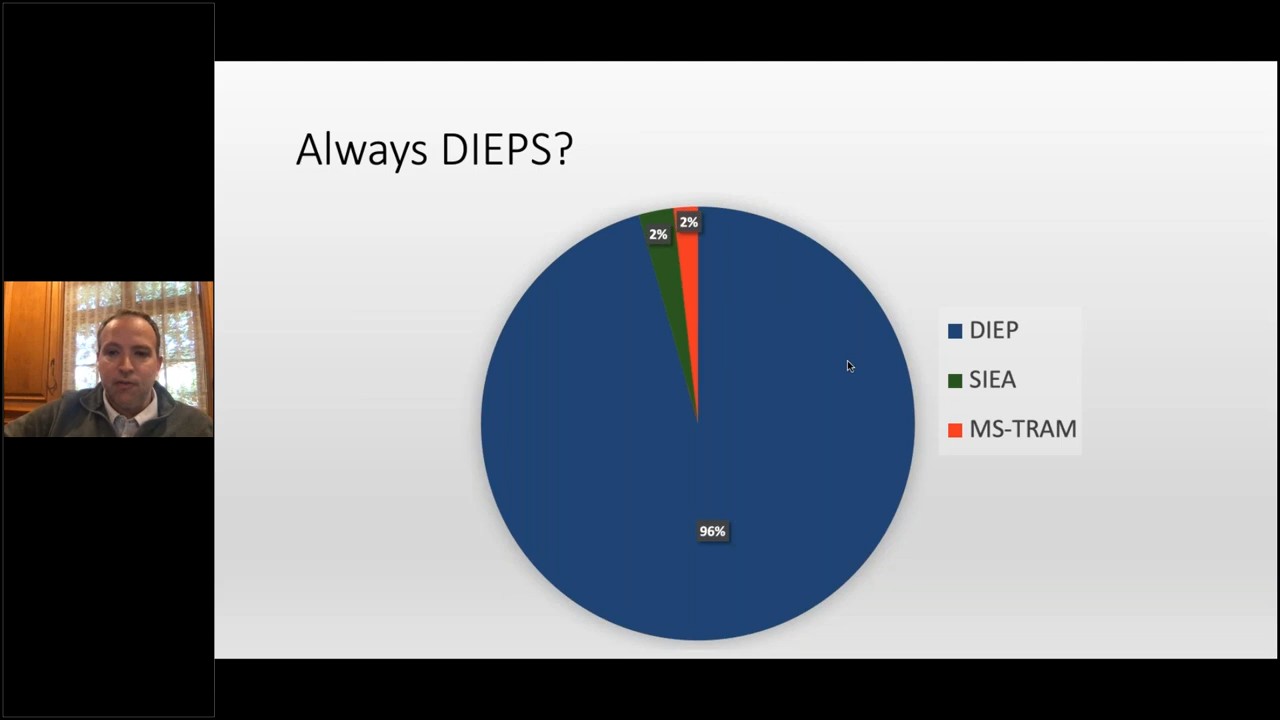 Always DIEPS?
2%
2%
96%
DIEP
SIEA
MS-TRAM